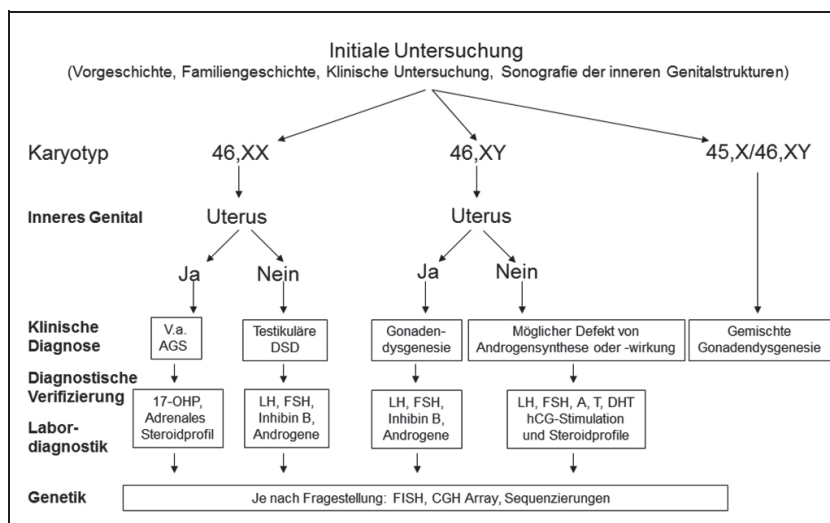 Initiale Untersuchung
(Vorgeschichte, Familiengeschichte, Klinische Untersuchung, Sonografie der inneren Genitalstrukturen)
Karyotyp
46,XX
46,XY
45,X/46,XY
Inneres Genital
Uterus
Uterus
Ja
Nein
Ja
Nein
Klinische
Diagnose
V.a.
AGS
Testikuläre
DSD
Gonaden-
dysgenesie
Möglicher Defekt von
Androgensynthese oder -wirkung
Gemischte
Gonadendysgenesie
Diagnostische
Verifizierung
Labor-
diagnostik
17-OHP,
Adrenales
Steroidprofil
LH, FSH,
Inhibin B,
Androgene
LH, FSH,
Inhibin B,
Androgene
LH, FSH, A, T, DHT
hCG-Stimulation
und Steroidprofile
Genetik
Je nach Fragestellung: FISH, CGH Array, Sequenzierungen